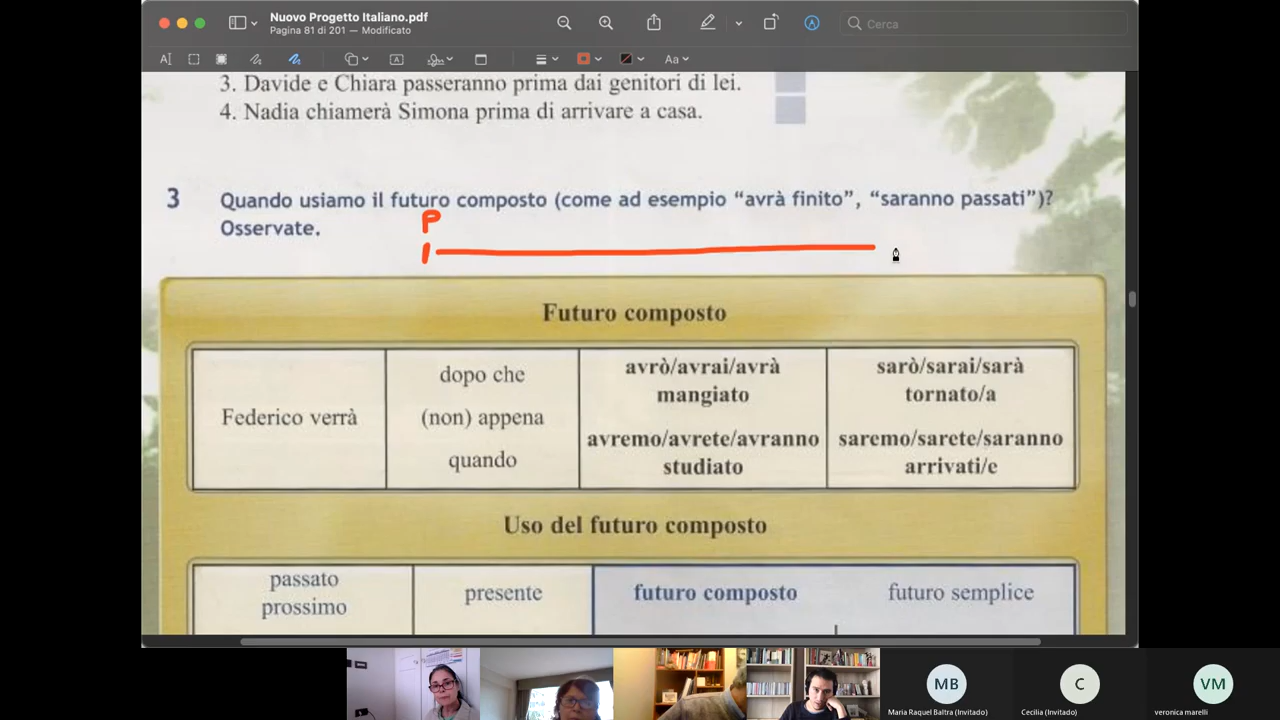 Nuovo Progetto Italiano.pdf
Pagina 81 di 201 — Modificato
Cerca
Aa
3. Davide e Chiara passeranno prima dai genitori di lei.
4. Nadia chiamerà Simona prima di arrivare a casa.
3 Quando usiamo il futuro composto (come ad esempio “avrà finito”, “saranno passati”)?
Osservate.
P
Futuro composto
Federico verrà
dopo che
(non) appena
quando
avrò/avrai/avrà
mangiato
avremo/avrete/avranno
studiato
sarò/sarai/sarà
tornato/a
saremo/sarete/saranno
arrivati/e
Uso del futuro composto
passato
prossimo
presente
futuro composto
futuro semplice
MB
Maria Raquel Baltra (Invitado)
C
Cecilia (Invitado)
VM
veronica marelli